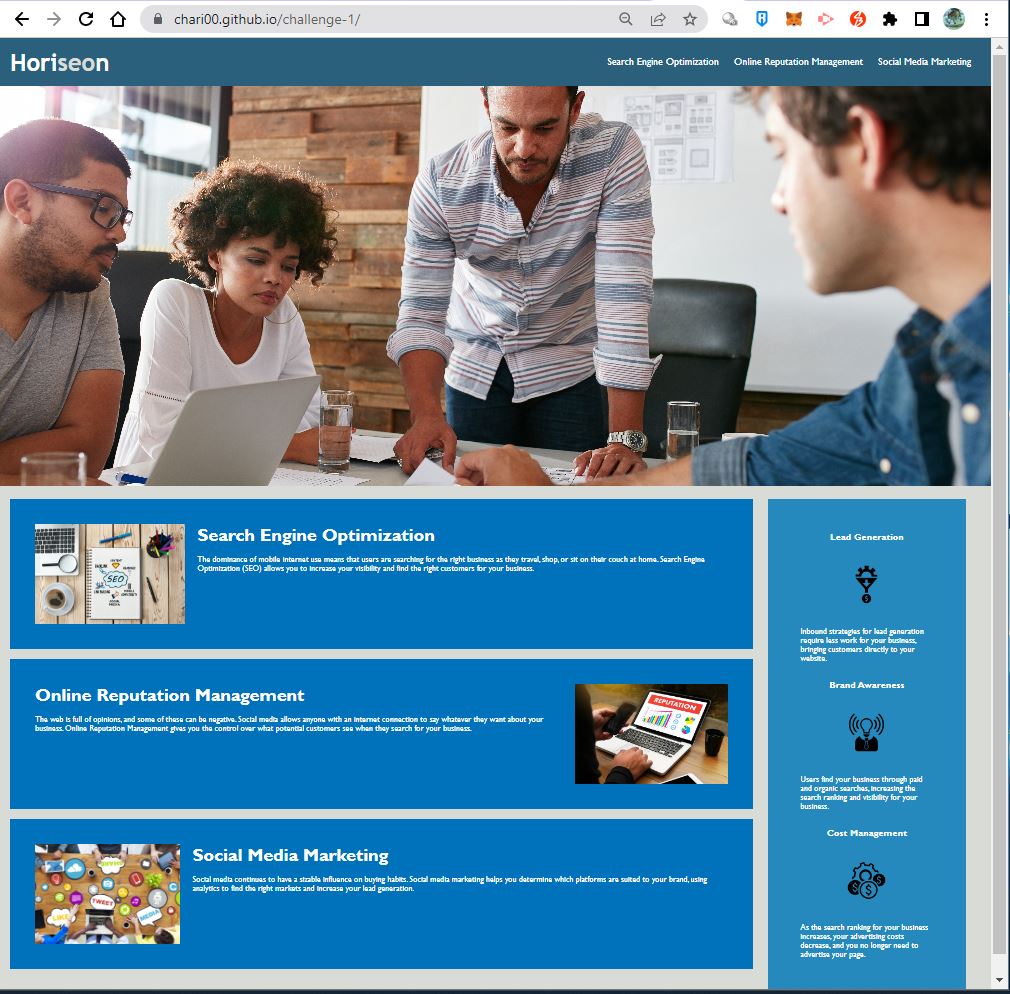 chari00.github.io/challenge-1/
Horiseon
Search Engine Optimization Online Reputation Management Social Media Marketing
SEO
Search Engine Optimization
The dominance of mobile internet use means that users are searching for the right business as they travel, shop, or sit on their couch at home. Search Engine
Optimization (SEO) allows you to increase your visibility and find the right customers for your business.
Online Reputation Management
The web is full of opinions, and some of these can be negative. Social media allows anyone with an internet connection to say whatever they want about your
business. Online Reputation Management gives you the control over what potential customers see when they search for your business.
REPUTATION
SHARE
TWEET
LIKE
MEDIA
Social Media Marketing
Social media continues to have a sizable influence on buying habits. Social media marketing helps you determine which platforms are suited to your brand, using
analytics to find the right markets and increase your lead generation.
Lead Generation
Inbound strategies for lead generation
require less work for your business,
bringing customers directly to your
website.
Brand Awareness
Users find your business through paid
and organic searches, increasing the
search ranking and visibility for your
business.
Cost Management
As the search ranking for your business
increases, your advertising costs
decrease, and you no longer need to
advertise your page.